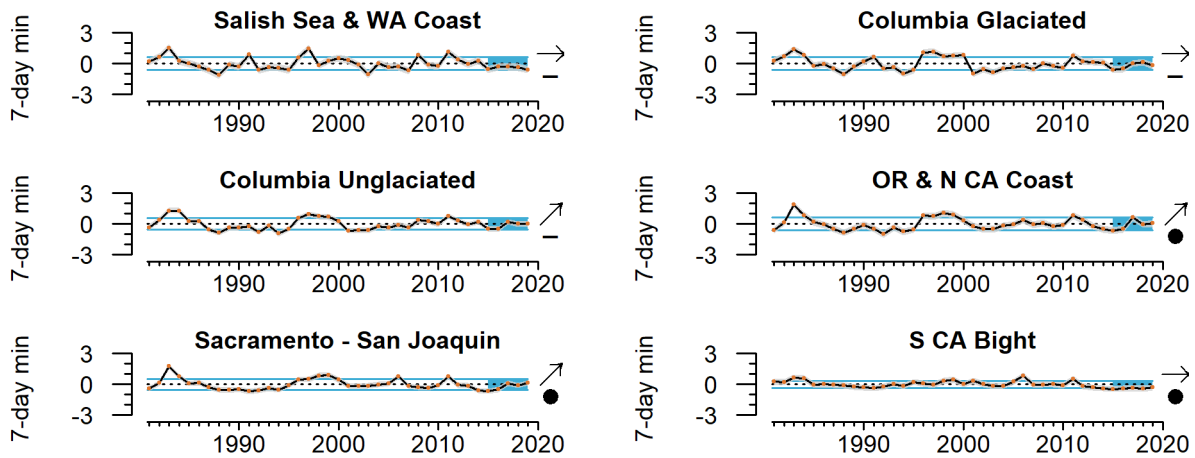 Salish Sea & WA Coast
7-day min
3
0
-3
1990 2000 2010 2020
Columbia Glaciated
7-day min
3
0
-3
1990 2000 2010 2020
Columbia Unglaciated
7-day min
3
0
-3
1990 2000 2010 2020
OR & N CA Coast
7-day min
3
0
-3
1990 2000 2010 2020
Sacramento - San Joaquin
7-day min
3
0
-3
1990 2000 2010 2020
S CA Bight
7-day min
3
0
-3
1990 2000 2010 2020